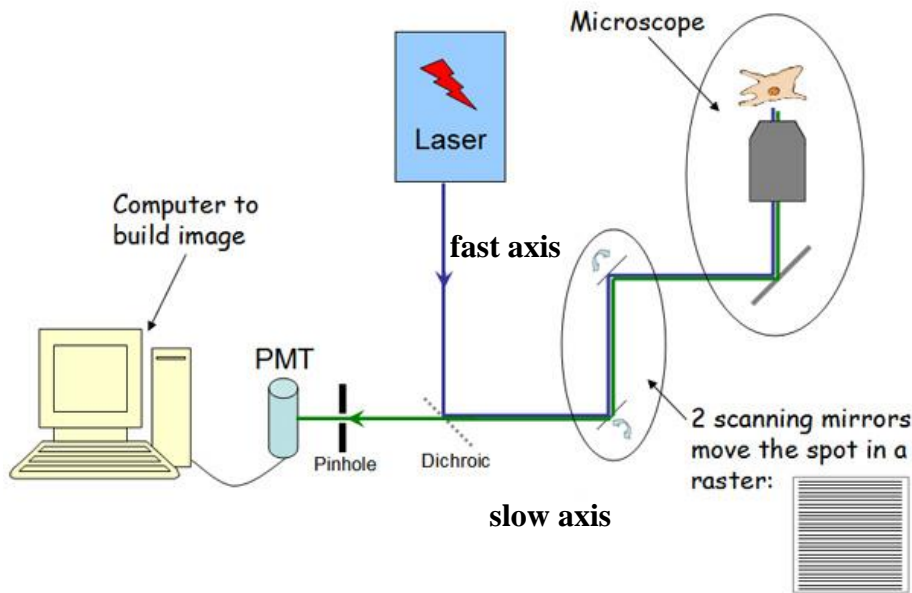 Microscope
Laser
Computer to
build image
fast axis
PMT
Pinhole
Dichroic
2 scanning mirrors
move the spot in a
raster:
slow axis